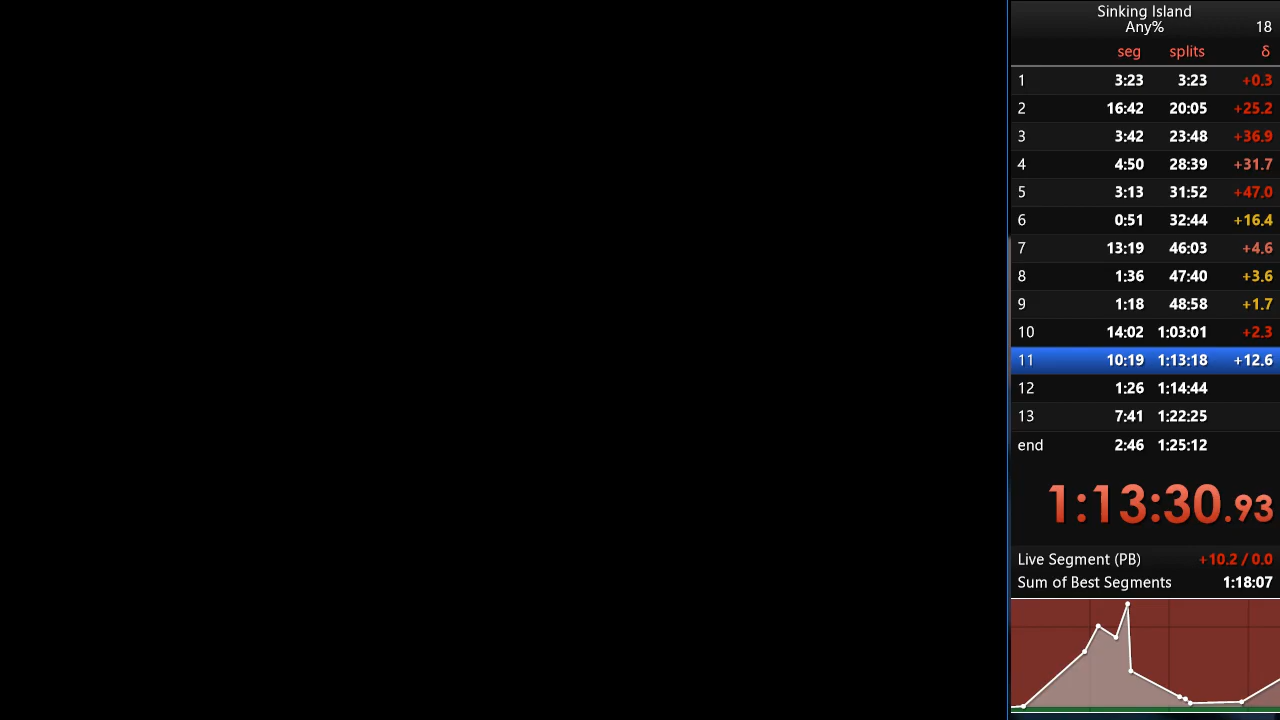 Sinking Island
Any% 18
seg splits δ
1 3:23 3:23 +0.3
2 16:42 20:05 +25.2
3 3:42 23:48 +36.9
4 4:50 28:39 +31.7
5 3:13 31:52 +47.0
6 0:51 32:44 +16.4
7 13:19 46:03 +4.6
8 1:36 47:40 +3.6
9 1:18 48:58 +1.7
10 14:02 1:03:01 +2.3
11 10:19 1:13:18 +12.6
12 1:26 1:14:44
13 7:41 1:22:25
end 2:46 1:25:12
1:13:30.93
Live Segment (PB) +10.2 / 0.0
Sum of Best Segments 1:18:07